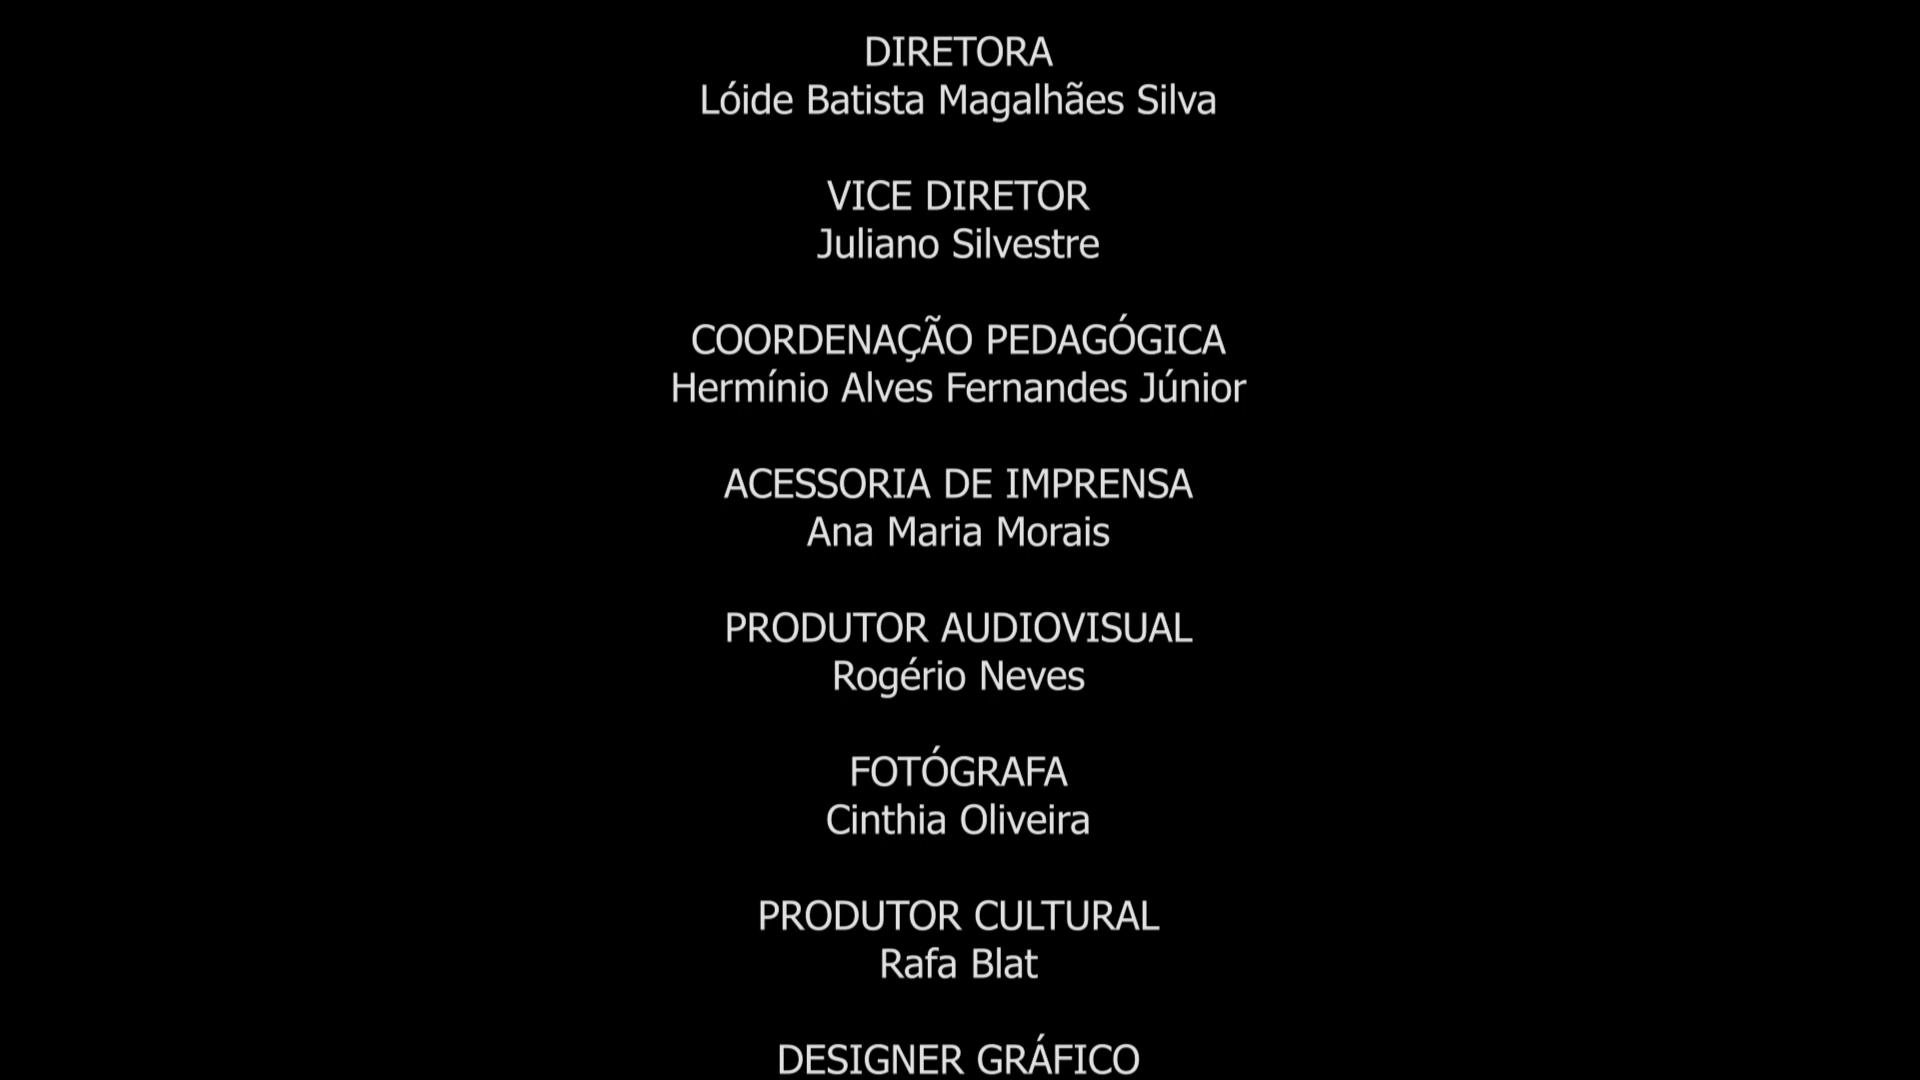 DIRETORA
Lóide Batista Magalhães Silva
VICE DIRETOR
Juliano Silvestre
COORDENAÇÃO PEDAGÓGICA
Hermínio Alves Fernandes Júnior
ACESSORIA DE IMPRENSA
Ana Maria Morais
PRODUTOR AUDIOVISUAL
Rogério Neves
FOTÓGRAFA
Cinthia Oliveira
PRODUTOR CULTURAL
Rafa Blat
DESIGNER GRÁFICO